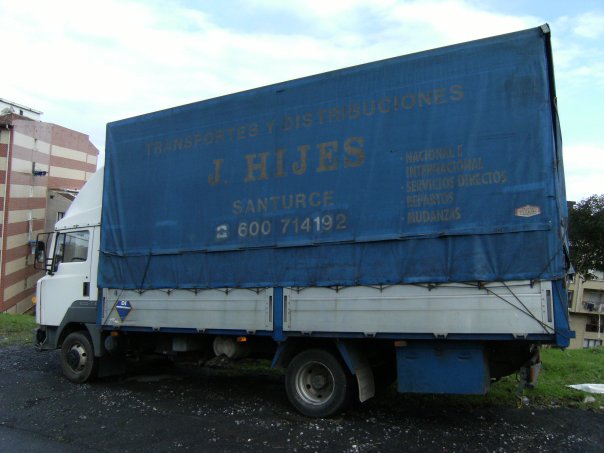 TRANSPORTES Y DISTRIBUCIONES
J. HIJES
SANTURCE
600 714192
· NACIONAL E
INTERNACIONAL
· SERVICIOS DIRECTOS
· REPARTOS
· MUDANZAS